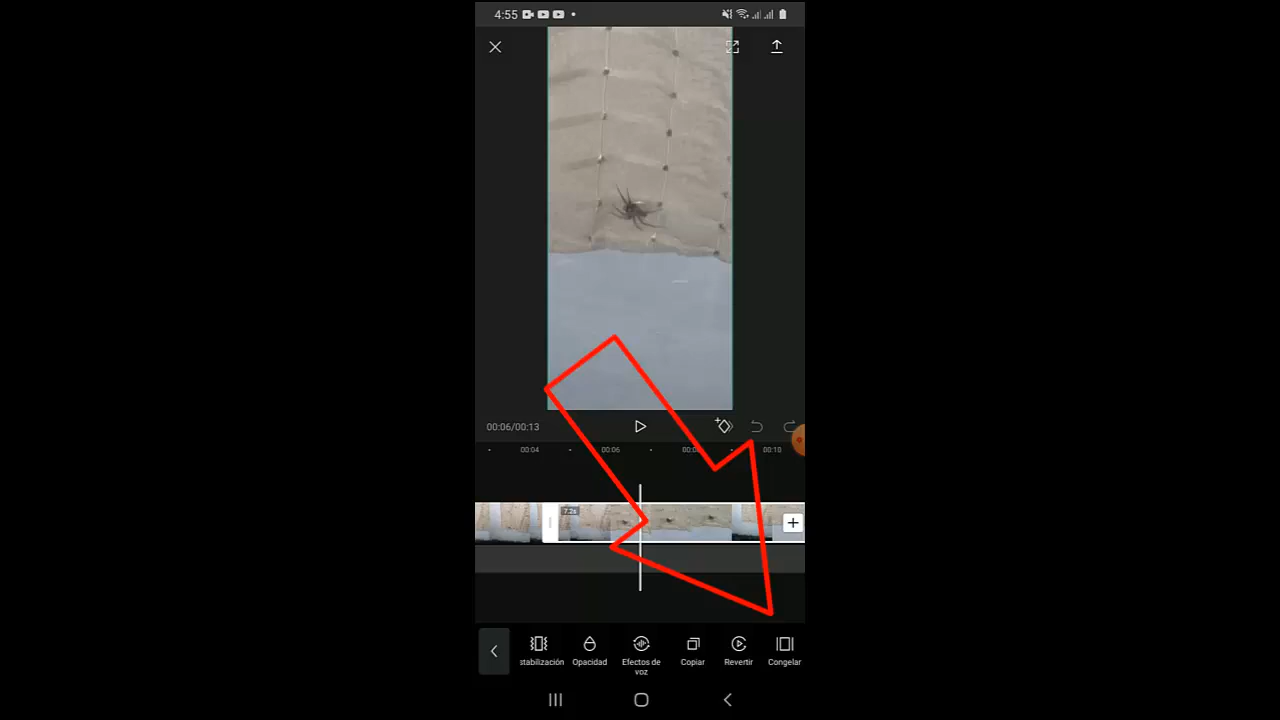 4:55
00:06/00:13
00:04
00:06
00:10
7.2s
stabilización
Opacidad
Efectos de
voz
Copiar
Revertir
Congelar